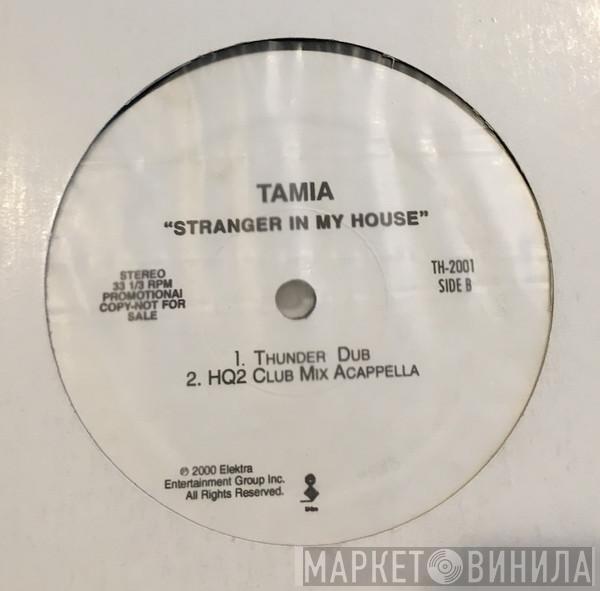 TAMIA
“STRANGER IN MY HOUSE”
STEREO
33 1/3 RPM
PROMOTIONAL
COPY-NOT FOR
SALE
TH-2001
SIDE B
1. THUNDER DUB
2. HQ2 CLUB MIX ACAPPELLA
℗ 2000 Elektra
Entertainment Group Inc.
All Rights Reserved.
МАРКЕТ ВИНИЛА